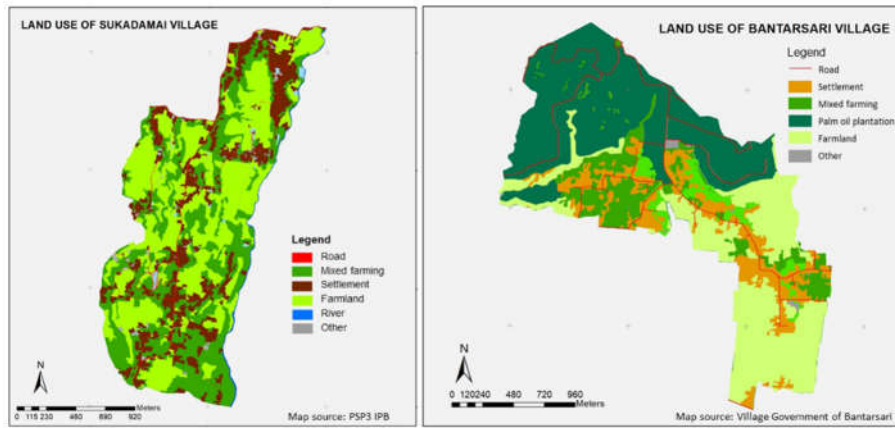 LAND USE OF SUKADAMAI VILLAGE
Legend
Road
Mixed farming
Settlement
Farmland
River
Other
N
0 115 230 460 690 920
Meters
Map source: PSP3 IPB
LAND USE OF BANTARSARI VILLAGE
Legend
Road
Settlement
Mixed farming
Palm oil plantation
Farmland
Other
N
0 120240 480 720 960
Meters
Map source: Village Government of Bantarsari